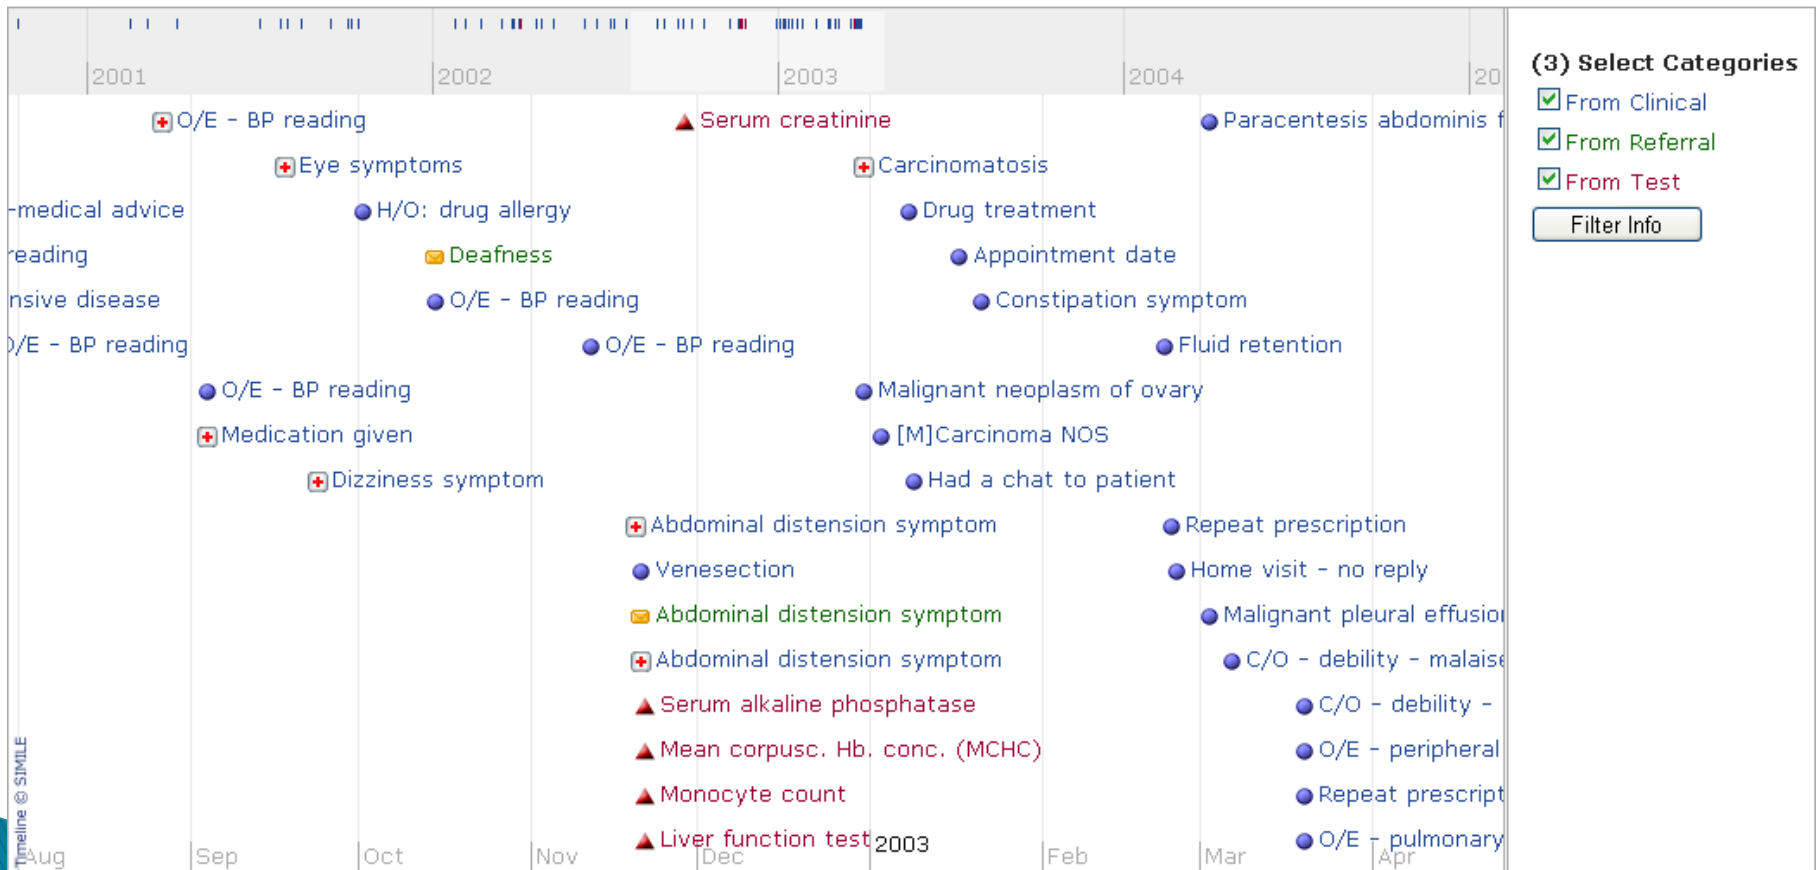 2001 2002 2003 2004 20
O/E - BP reading Serum creatinine Paracentesis abdominis f
Eye symptoms Carcinomatosis
-medical advice H/O: drug allergy Drug treatment
reading Deafness Appointment date
nsive disease O/E - BP reading Constipation symptom
O/E - BP reading O/E - BP reading Fluid retention
O/E - BP reading Malignant neoplasm of ovary
Medication given [M]Carcinoma NOS
Dizziness symptom Had a chat to patient
Abdominal distension symptom Repeat prescription
Venesection Home visit - no reply
Abdominal distension symptom Malignant pleural effusion
Abdominal distension symptom C/O - debility - malaise
Serum alkaline phosphatase C/O - debility -
Mean corpusc. Hb. conc. (MCHC) O/E - peripheral
Monocyte count Repeat prescript
Liver function test O/E - pulmonary
Aug Sep Oct Nov Dec 2003 Feb Mar Apr
Timeline © SIMILE
(3) Select Categories
From Clinical
From Referral
From Test
Filter Info